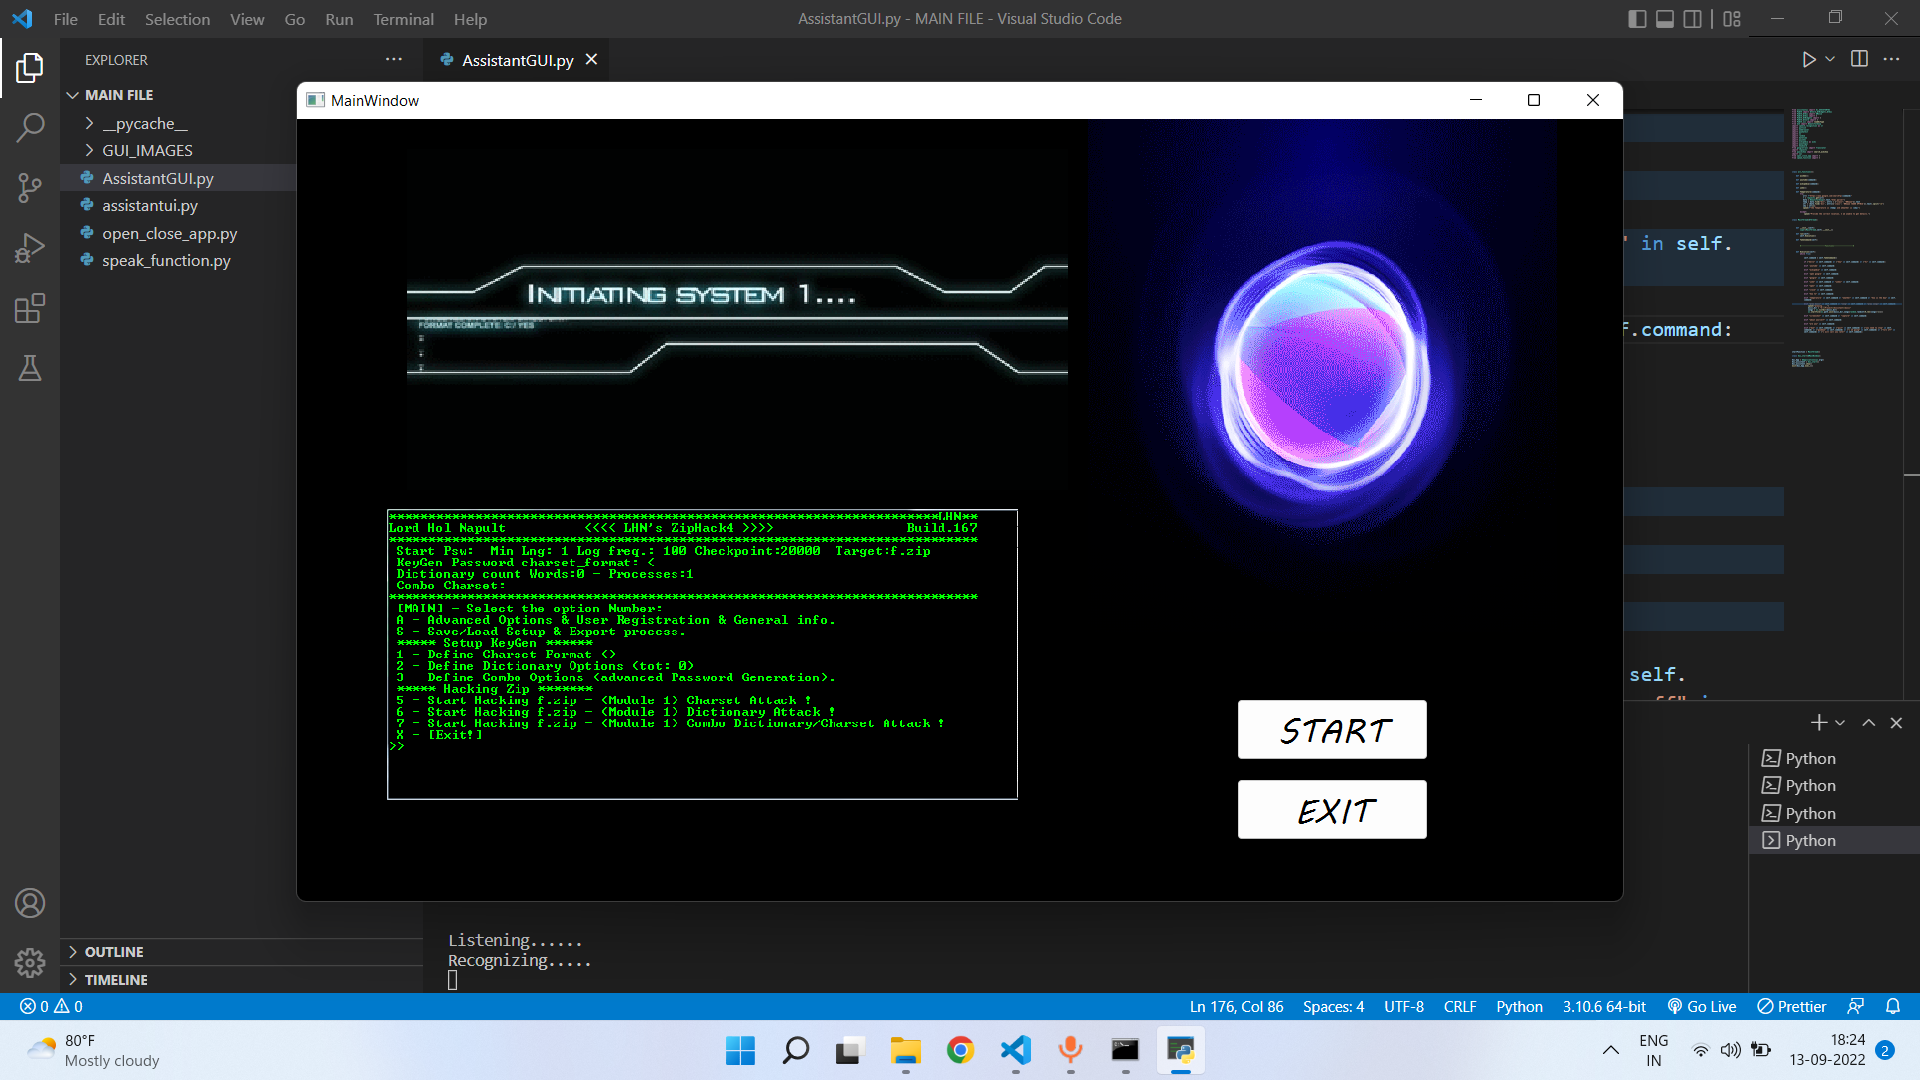 File Edit Selection View Go Run Terminal Help
AssistantGUI.py - MAIN FILE - Visual Studio Code
EXPLORER
AssistantGUI.py
MAIN FILE
__pycache__
GUI_IMAGES
AssistantGUI.py
assistantui.py
open_close_app.py
speak_function.py
MainWindow
INITIATING SYSTEM 1....
FORMAT COMPLETE: C:/ YES
LHN
Lord Hol Napult <<<< LHN's ZipHack4 >>>> Build.167
Start Psw: Min Lng: 1 Log freq.: 100 Checkpoint:20000 Target:f.zip
KeyGen Password charset_format: <
Dictionary count Words:0 - Processes:1
Combo Charset:
[MAIN] - Select the option Number:
A - Advanced Options & User Registration & General info.
S - Save/Load Setup & Export process.
***** Setup KeyGen ******
1 - Define Charset Format <>
2 - Define Dictionary Options (tot: 0)
3 Define Combo Options (advanced Password Generation).
***** Hacking Zip *******
5 - Start Hacking f.zip - (Module 1) Charset Attack !
6 - Start Hacking f.zip - (Module 1) Dictionary Attack !
7 - Start Hacking f.zip - (Module 1) Combo Dictionary/Charset Attack !
X - [Exit!]
>>
START
EXIT
" in self.
f.command:
self.
Python
Python
Python
Python
Listening......
Recognizing.....
OUTLINE
TIMELINE
0 0
Ln 176, Col 86 Spaces: 4 UTF-8 CRLF Python 3.10.6 64-bit Go Live Prettier
80°F
Mostly cloudy
ENG
IN
18:24
13-09-2022
2